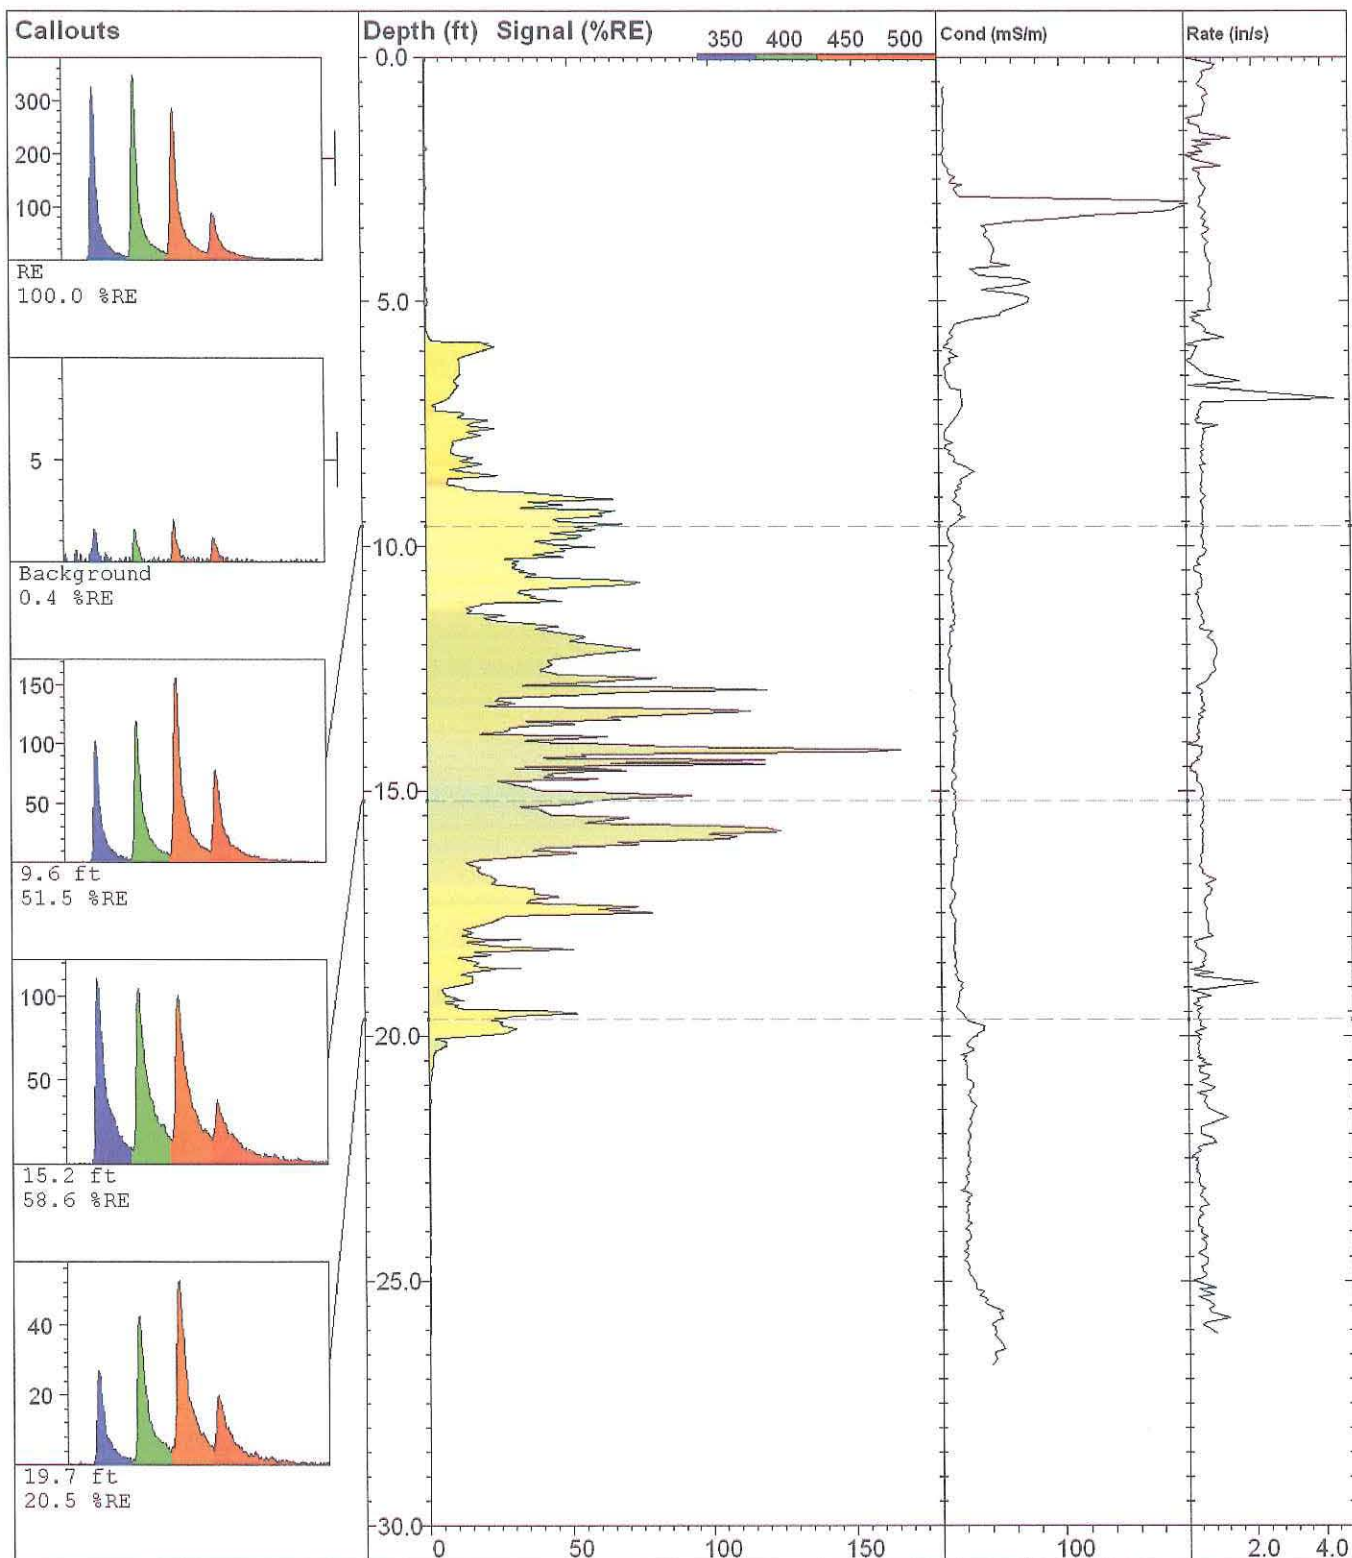 Callouts
Depth (ft) Signal (%RE)
350 400 450 500
Cond (mS/m)
Rate (in/s)
300
200
100
RE
100.0 %RE
5
Background
0.4 %RE
150
100
50
9.6 ft
51.5 %RE
100
50
15.2 ft
58.6 %RE
40
20
19.7 ft
20.5 %RE
0.0
5.0
10.0
15.0
20.0
25.0
30.0
0 50 100 150
100
2.0 4.0